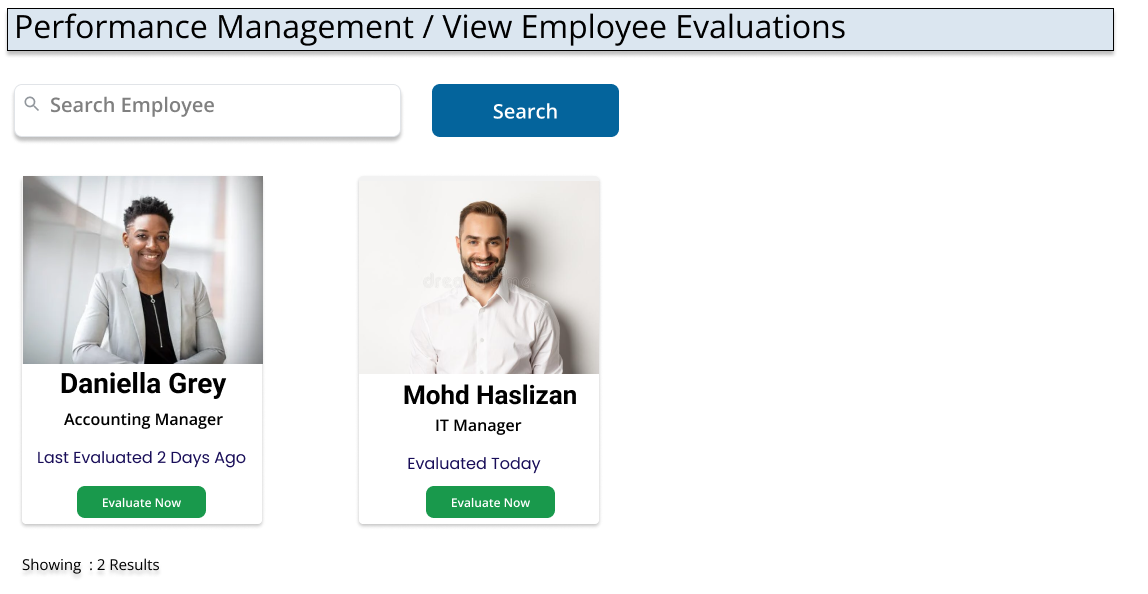 Performance Management / View Employee Evaluations
Search Employee
Search
Daniella Grey
Accounting Manager
Last Evaluated 2 Days Ago
Evaluate Now
Mohd Haslizan
IT Manager
Evaluated Today
Evaluate Now
Showing : 2 Results